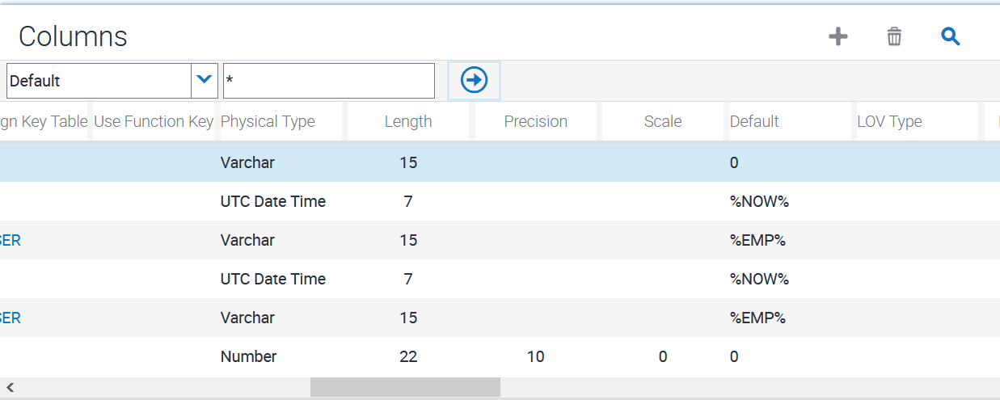 Columns
Default *
gn Key Table Use Function Key Physical Type Length Precision Scale Default LOV Type
Varchar 15 0
UTC Date Time 7 %NOW%
SER Varchar 15 %EMP%
UTC Date Time 7 %NOW%
SER Varchar 15 %EMP%
Number 22 10 0 0